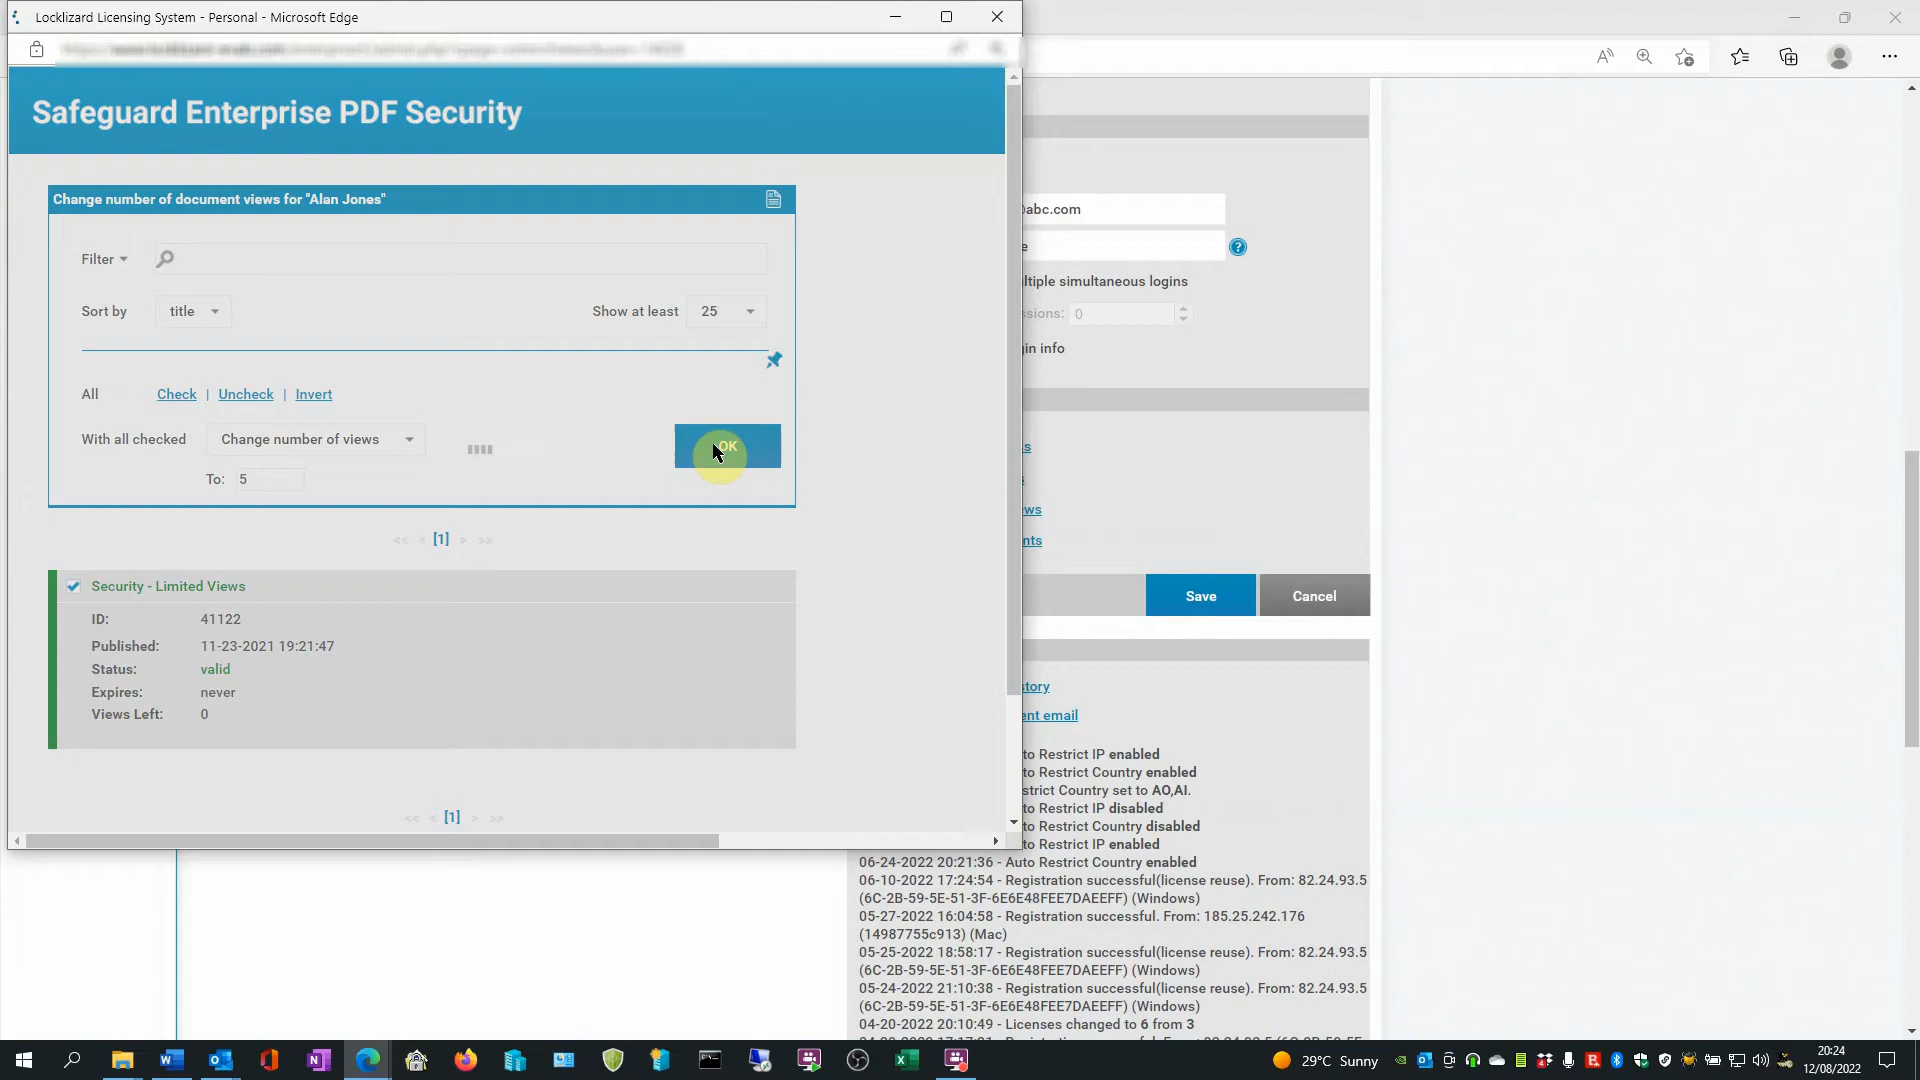 Locklizard Licensing System - Personal - Microsoft Edge
Safeguard Enterprise PDF Security
Change number of document views for "Alan Jones"
Filter
Sort by title Show at least 25
All Check | Uncheck | Invert
With all checked Change number of views OK
To: 5
<< < [1] > >>
Security - Limited Views
ID: 41122
Published: 11-23-2021 19:21:47
Status: valid
Expires: never
Views Left: 0
<< < [1] > >>
@abc.com
e
?
ltiple simultaneous logins
ssions: 0
gin info
s
s
ws
nts
Save Cancel
story
ent email
to Restrict IP enabled
to Restrict Country enabled
strict Country set to AO,AI.
to Restrict IP disabled
to Restrict Country disabled
to Restrict IP enabled
06-24-2022 20:21:36 - Auto Restrict Country enabled
06-10-2022 17:24:54 - Registration successful(license reuse). From: 82.24.93.5
(6C-2B-59-5E-51-3F-6E6E48FEE7DAEEFF) (Windows)
05-27-2022 16:04:58 - Registration successful. From: 185.25.242.176
(14987755c913) (Mac)
05-25-2022 18:58:17 - Registration successful(license reuse). From: 82.24.93.5
(6C-2B-59-5E-51-3F-6E6E48FEE7DAEEFF) (Windows)
05-24-2022 21:10:38 - Registration successful(license reuse). From: 82.24.93.5
(6C-2B-59-5E-51-3F-6E6E48FEE7DAEEFF) (Windows)
04-20-2022 20:10:49 - Licenses changed to 6 from 3
29°C Sunny
20:24
12/08/2022